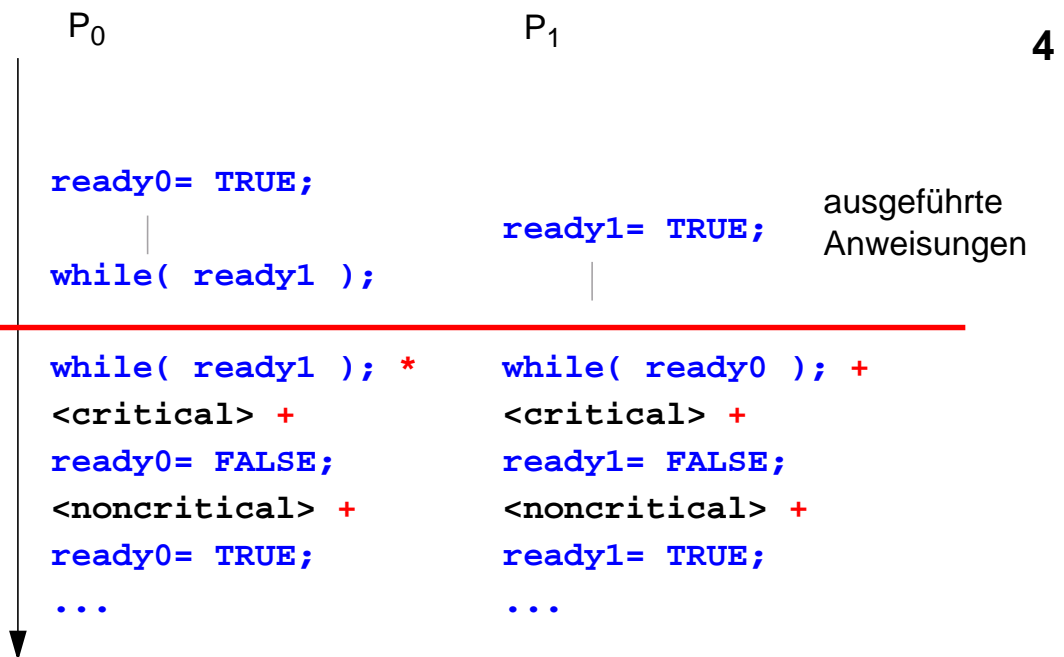 P0 P1
4
ready0= TRUE;
ready1= TRUE;
ausgeführte
Anweisungen
while( ready1 );
while( ready1 ); * while( ready0 ); +
<critical> + <critical> +
ready0= FALSE; ready1= FALSE;
<noncritical> + <noncritical> +
ready0= TRUE; ready1= TRUE;
... ...